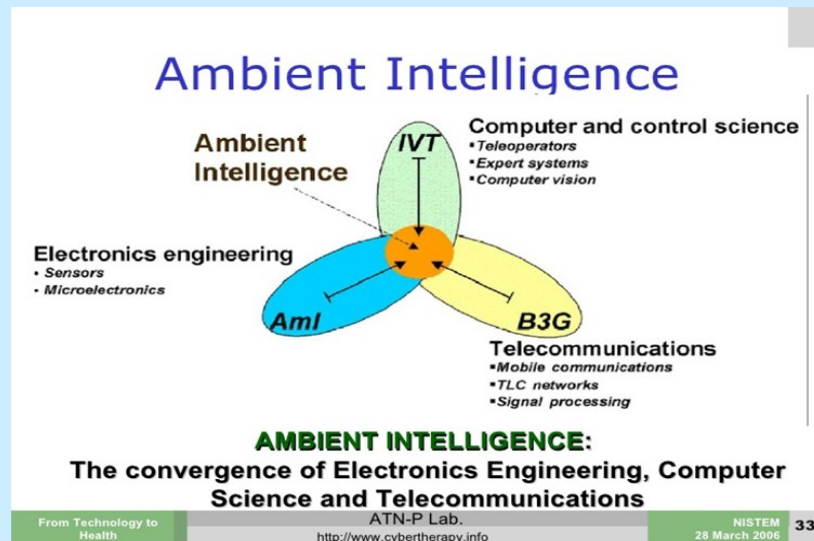 Ambient Intelligence
Ambient
Intelligence
IVT
Computer and control science
▪Teleoperators
▪Expert systems
▪Computer vision
Electronics engineering
• Sensors
• Microelectronics
AmI
B3G
Telecommunications
▪Mobile communications
▪TLC networks
▪Signal processing
AMBIENT INTELLIGENCE:
The convergence of Electronics Engineering, Computer
Science and Telecommunications
From Technology to
Health
ATN-P Lab.
http://www.cybertherapy.info
NISTEM
28 March 2006
33